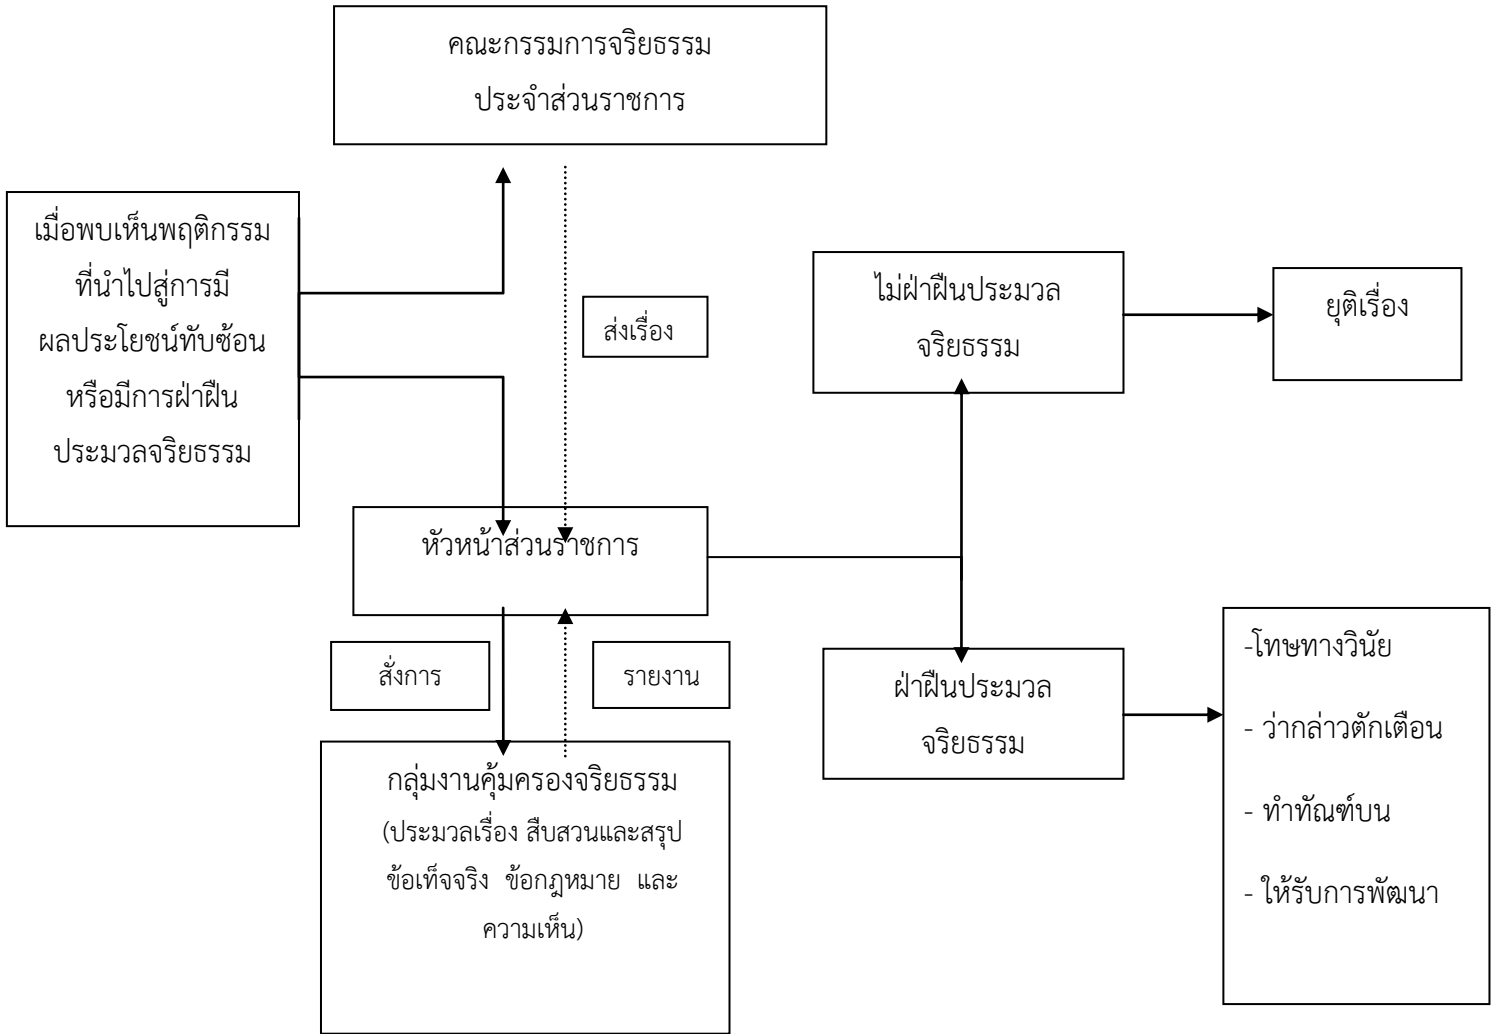 คณะกรรมการจริยธรรม
ประจำส่วนราชการ
เมื่อพบเห็นพฤติกรรม
ที่นำไปสู่การมี
ผลประโยชน์ทับซ้อน
หรือมีการฝ่าฝืน
ประมวลจริยธรรม
ส่งเรื่อง
ไม่ฝ่าฝืนประมวล
จริยธรรม
ยุติเรื่อง
หัวหน้าส่วนราชการ
สั่งการ
รายงาน
ฝ่าฝืนประมวล
จริยธรรม
-โทษทางวินัย
- ว่ากล่าวตักเตือน
- ทำทัณฑ์บน
- ให้รับการพัฒนา
กลุ่มงานคุ้มครองจริยธรรม
(ประมวลเรื่อง สืบสวนและสรุป
ข้อเท็จจริง ข้อกฎหมาย และ
ความเห็น)